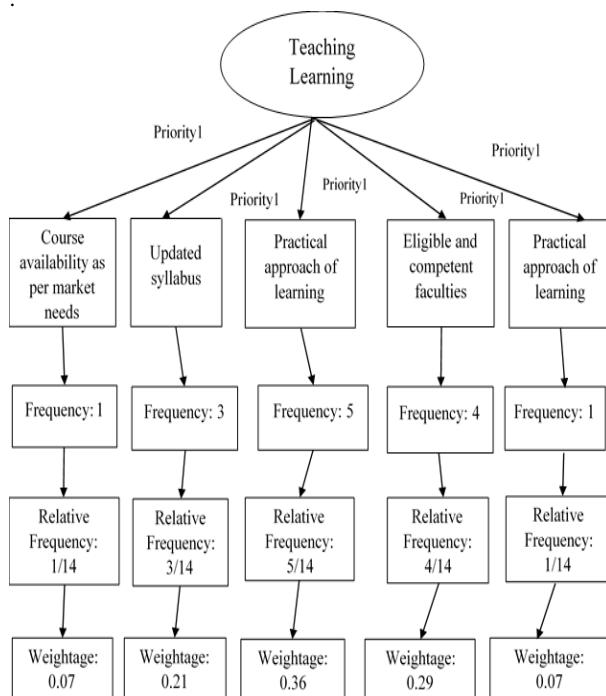 .
Teaching
Learning
Priority1
Priority1
Priority1
Priority1
Priority1
Course
availability as
per market
needs
Updated
syllabus
Practical
approach of
learning
Eligible and
competent
faculties
Practical
approach of
learning
Frequency: 1
Frequency: 3
Frequency: 5
Frequency: 4
Frequency: 1
Relative
Frequency:
1/14
Relative
Frequency:
3/14
Relative
Frequency:
5/14
Relative
Frequency:
4/14
Relative
Frequency:
1/14
Weightage:
0.07
Weightage:
0.21
Weightage:
0.36
Weightage:
0.29
Weightage:
0.07